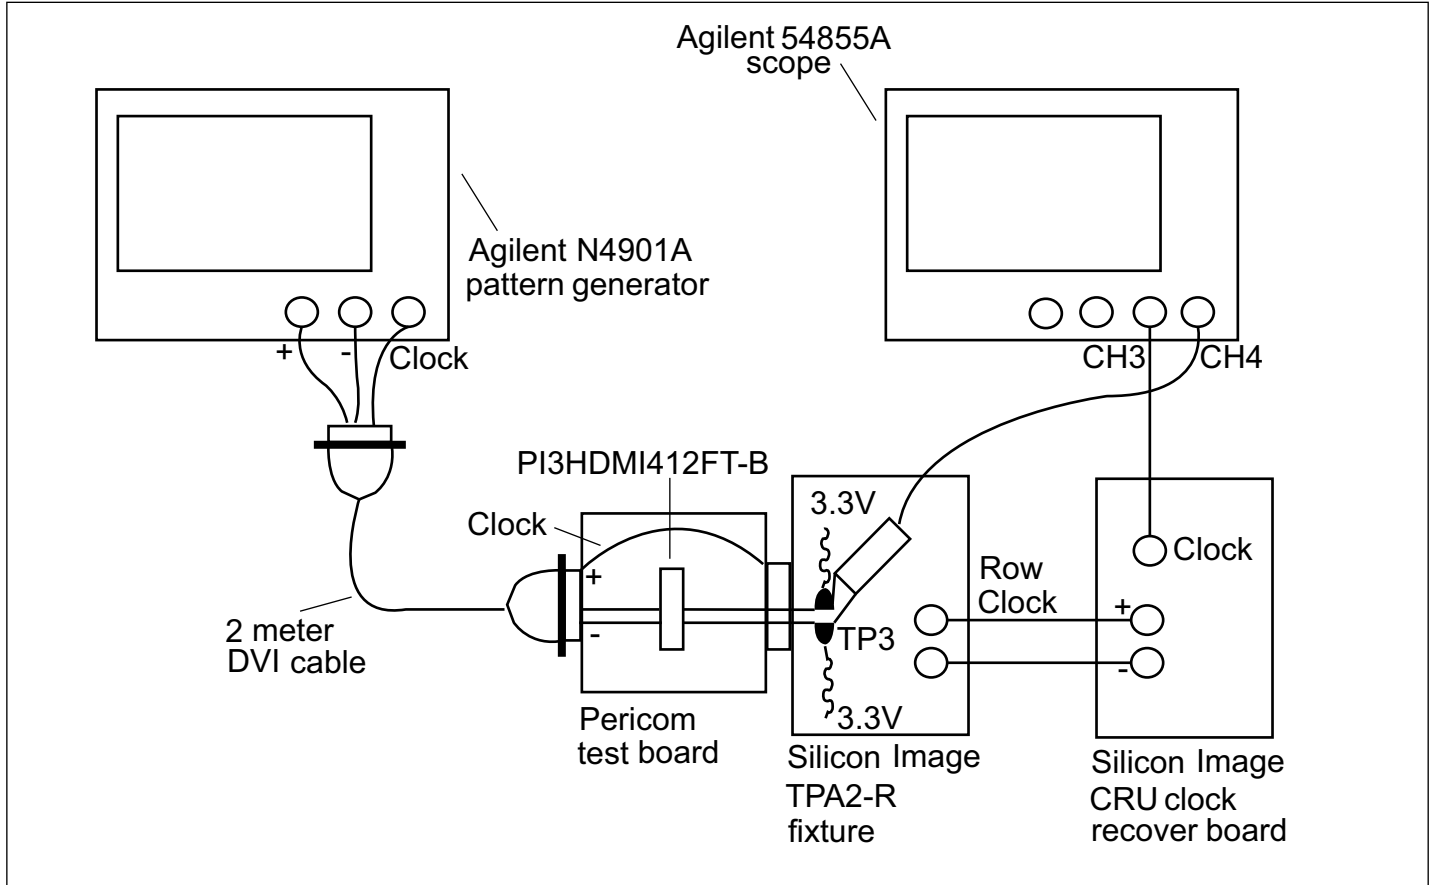 Agilent 54855A
scope
Agilent N4901A
pattern generator
+
-
Clock
CH3
CH4
PI3HDMI412FT-B
Clock
+
-
3.3V
TP3
3.3V
Row
Clock
Clock
+
-
2 meter
DVI cable
Pericom
test board
Silicon Image
TPA2-R
fixture
Silicon Image
CRU clock
recover board